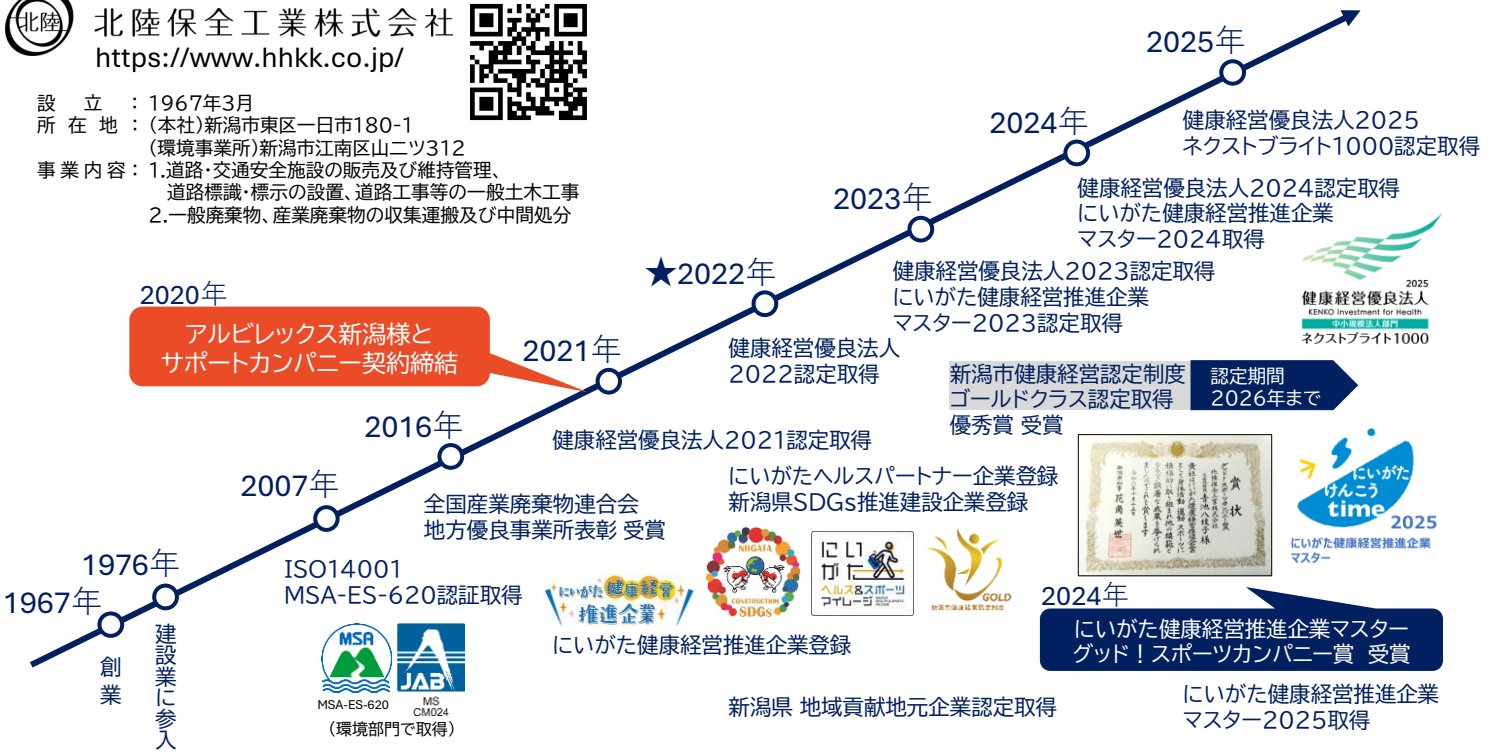 北陸
北陸保全工業株式会社
https://www.hhkk.co.jp/
設立：1967年3月
所在地：(本社)新潟市東区一日市180-1
(環境事業所)新潟市江南区山二ツ312
事業内容：1.道路・交通安全施設の販売及び維持管理、
道路標識・標示の設置、道路工事等の一般土木工事
2.一般廃棄物、産業廃棄物の収集運搬及び中間処分
1967年
創業
1976年
建設業に参入
2007年
ISO14001
MSA-ES-620認証取得
MSA
MSA-ES-620
JAB
MS
CM024
(環境部門で取得)
2016年
全国産業廃棄物連合会
地方優良事業所表彰 受賞
2020年
アルビレックス新潟様と
サポートカンパニー契約締結
2021年
健康経営優良法人2021認定取得
にいがた健康経営
推進企業
にいがた健康経営推進企業登録
★2022年
健康経営優良法人
2022認定取得
にいがたヘルスパートナー企業登録
新潟県SDGs推進建設企業登録
NIIGATA
CONSTRUCTION
SDGs
にい
がた
ヘルス&スポーツ
マイレージ
GOLD
新潟市健康経営認定制度
新潟県 地域貢献地元企業認定取得
2023年
健康経営優良法人2023認定取得
にいがた健康経営推進企業
マスター2023認定取得
新潟市健康経営認定制度
ゴールドクラス認定取得
優秀賞 受賞
認定期間
2026年まで
2024年
健康経営優良法人2024認定取得
にいがた健康経営推進企業
マスター2024取得
賞状
2024年
にいがた健康経営推進企業マスター
グッド！スポーツカンパニー賞 受賞
2025年
健康経営優良法人2025
ネクストブライト1000認定取得
2025
健康経営優良法人
KENKO Investment for Health
中小規模法人部門
ネクストブライト1000
にいがた
けんこう
time
2025
にいがた健康経営推進企業
マスター
にいがた健康経営推進企業
マスター2025取得